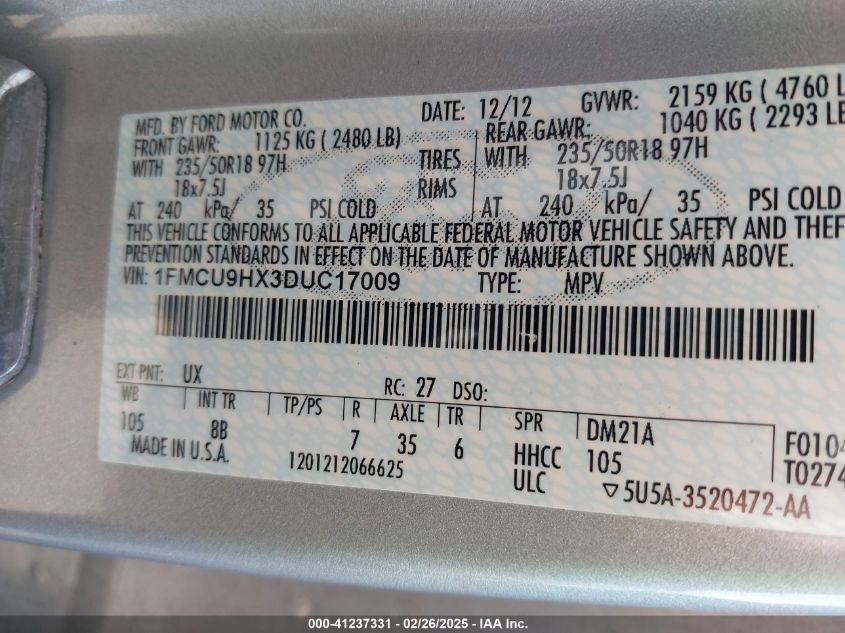 MFD. BY FORD MOTOR CO. DATE: 12/12 GVWR: 2159 KG ( 4760 L
FRONT GAWR: 1125 KG ( 2480 LB) REAR GAWR: 1040 KG ( 2293 LB
WITH 235/50R18 97H TIRES WITH 235/50R18 97H
18x7.5J RIMS 18x7.5J
AT 240 kPa/ 35 PSI COLD AT 240 kPa/ 35 PSI COLD
THIS VEHICLE CONFORMS TO ALL APPLICABLE FEDERAL MOTOR VEHICLE SAFETY AND THEF
PREVENTION STANDARDS IN EFFECT ON THE DATE OF MANUFACTURE SHOWN ABOVE.
VIN: 1FMCU9HX3DUC17009 TYPE: MPV
EXT PNT: UX RC: 27 DSO:
WB INT TR TP/PS R AXLE TR SPR DM21A F0104
105 8B 7 35 6 HHCC 105 T0274
MADE IN U.S.A. 1201212066625 ULC ▽5U5A-3520472-AA
000-41237331 - 02/26/2025 - IAA Inc.